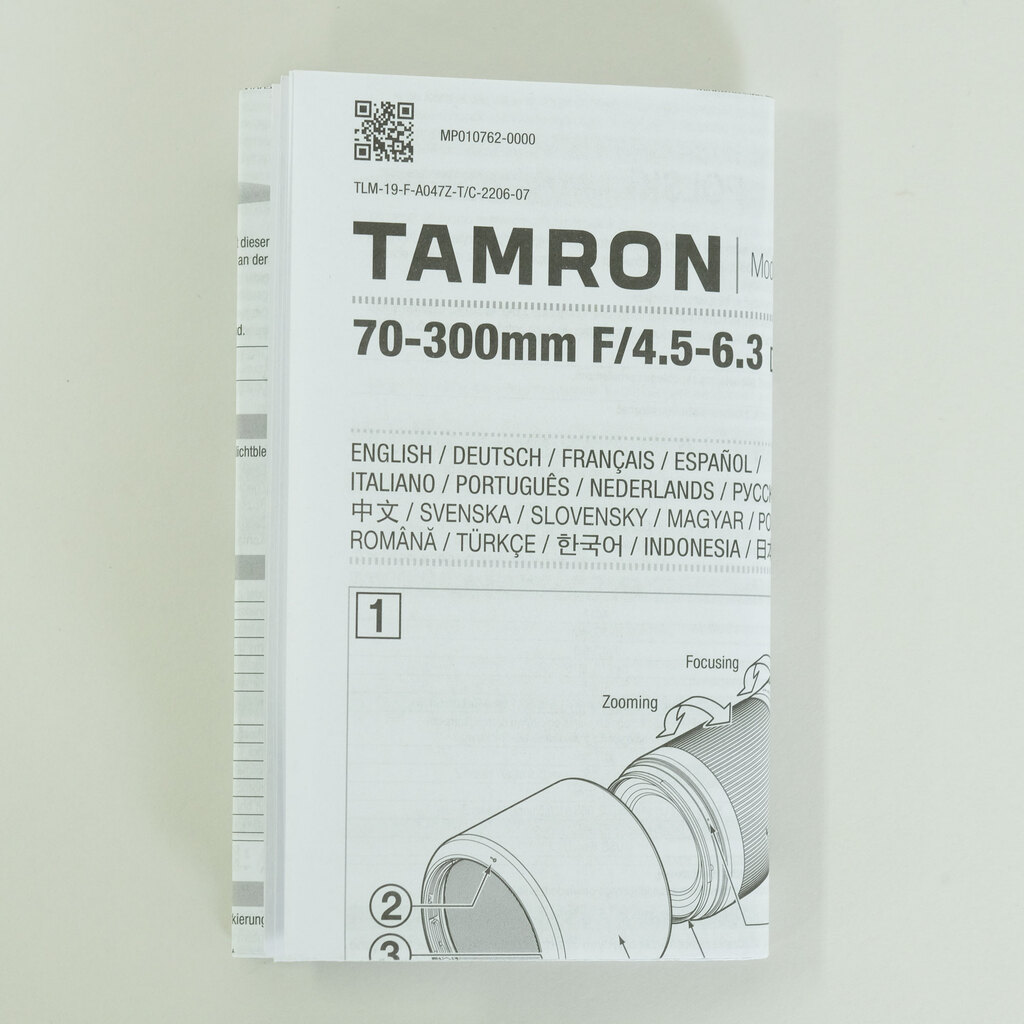 MP010762-0000
TLM-19-F-A047Z-T/C-2206-07
TAMRON
70-300mm F/4.5-6.3
ENGLISH / DEUTSCH / FRANÇAIS / ESPAÑOL /
ITALIANO / PORTUGUÊS / NEDERLANDS /
中文 / SVENSKA / SLOVENSKY / MAGYAR /
ROMÂNĂ / TÜRKÇE / 한국어 / INDONESIA /
1
Focusing
Zooming
2
3
dieser
an der